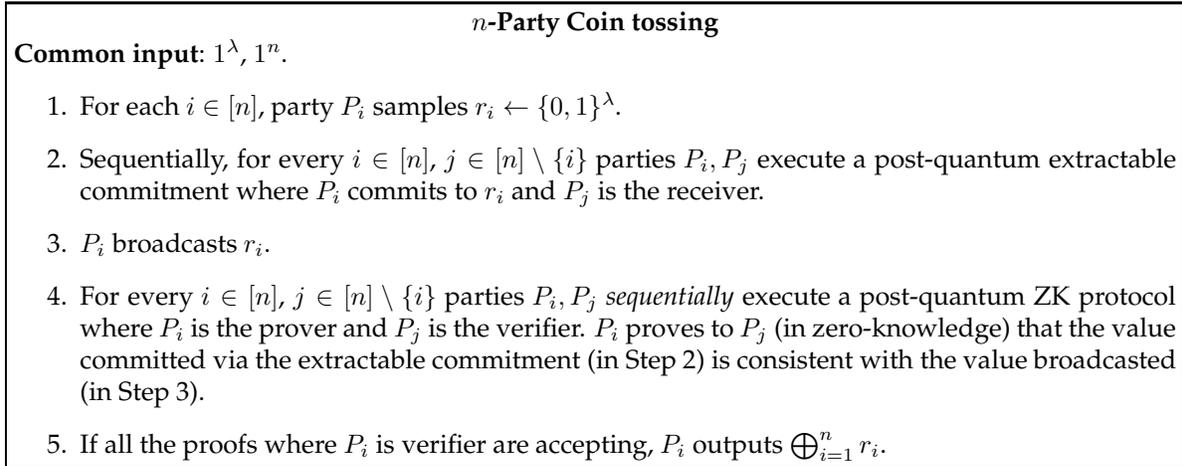 n-Party Coin tossing
Common input: 1^λ, 1^n.
1. For each i ∈ [n], party P_i samples r_i ← {0, 1}^λ.
2. Sequentially, for every i ∈ [n], j ∈ [n] \ {i} parties P_i, P_j execute a post-quantum extractable
commitment where P_i commits to r_i and P_j is the receiver.
3. P_i broadcasts r_i.
4. For every i ∈ [n], j ∈ [n] \ {i} parties P_i, P_j sequentially execute a post-quantum ZK protocol
where P_i is the prover and P_j is the verifier. P_i proves to P_j (in zero-knowledge) that the value
committed via the extractable commitment (in Step 2) is consistent with the value broadcasted
(in Step 3).
5. If all the proofs where P_i is verifier are accepting, P_i outputs ⊕_{i=1}^n r_i.